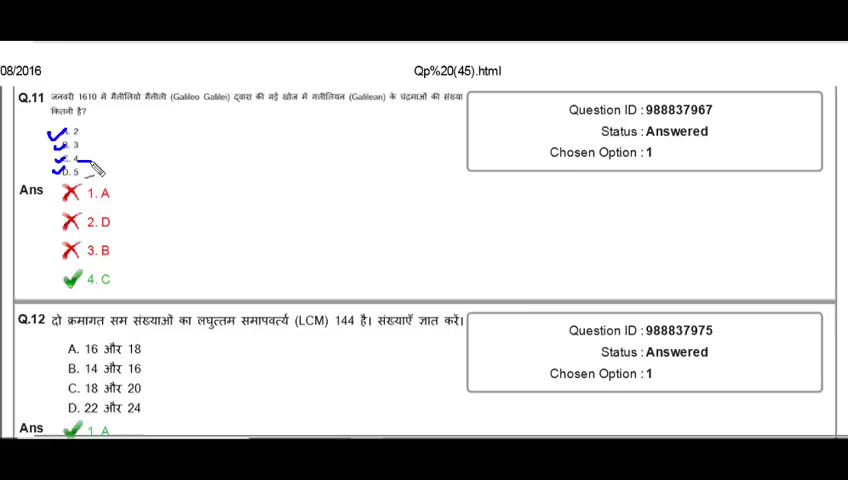 08/2016
Qp%20(45).html
Q.11 जनवरी 1610 में गैलीलियो गैलीली (Galileo Galilei) द्वारा की गई खोज में गलीलियन (Galilean) के चंद्रमाओं की संख्या
कितनी है?
A. 2
B. 3
C. 4
D. 5
Question ID : 988837967
Status : Answered
Chosen Option : 1
Ans
1. A
2. D
3. B
4. C
Q.12 दो क्रमागत सम संख्याओं का लघुत्तम समापवर्त्य (LCM) 144 है। संख्याएँ ज्ञात करें।
A. 16 और 18
B. 14 और 16
C. 18 और 20
D. 22 और 24
Question ID : 988837975
Status : Answered
Chosen Option : 1
Ans
1. A